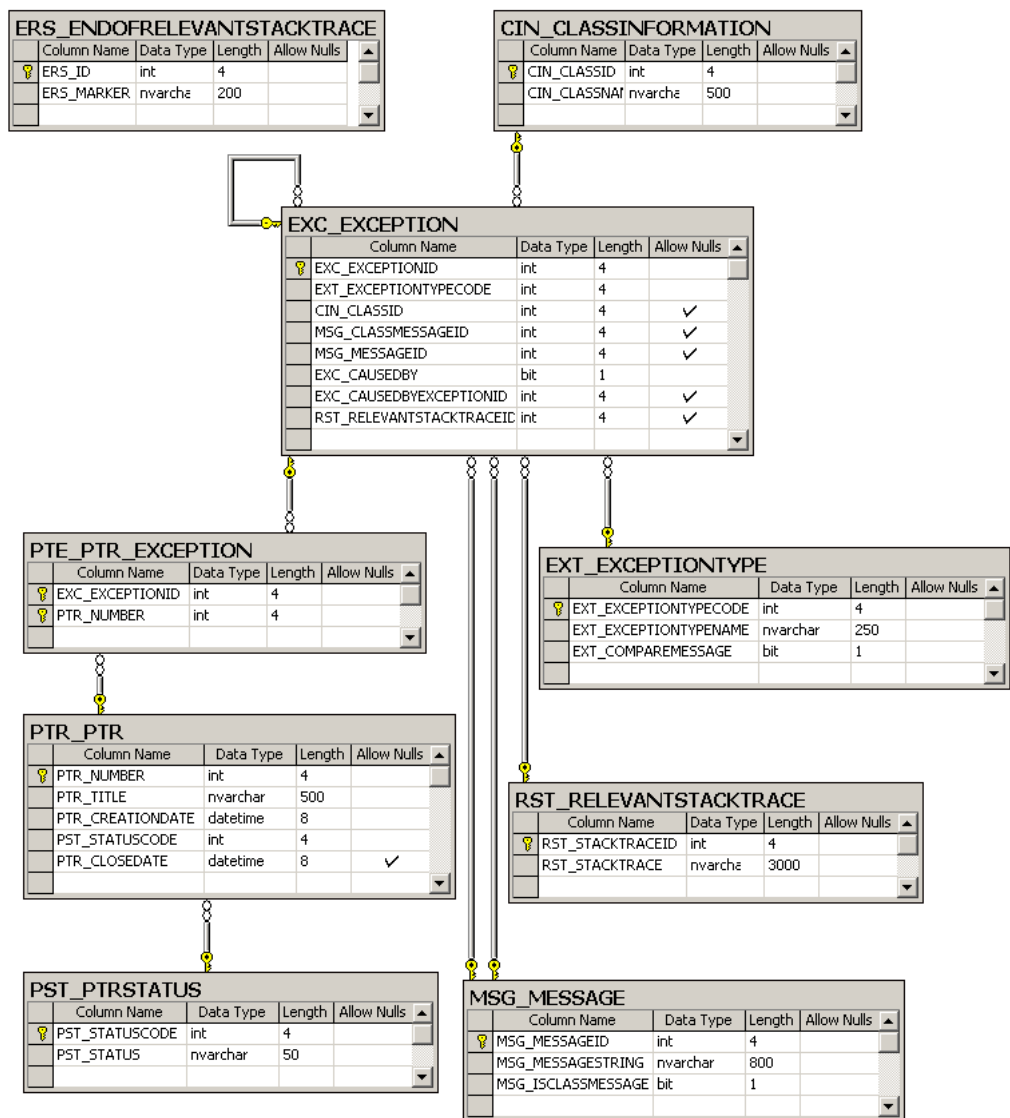 ERS_ENDOFRELEVANTSTACKTRACE
Column Name Data Type Length Allow Nulls
ERS_ID int 4
ERS_MARKER nvarcha 200
CIN_CLASSINFORMATION
Column Name Data Type Length Allow Nulls
CIN_CLASSID int 4
CIN_CLASSNAM nvarcha 500
EXC_EXCEPTION
Column Name Data Type Length Allow Nulls
EXC_EXCEPTIONID int 4
EXT_EXCEPTIONTYPECODE int 4
CIN_CLASSID int 4 ✓
MSG_CLASSMESSAGEID int 4 ✓
MSG_MESSAGEID int 4 ✓
EXC_CAUSEDBY bit 1
EXC_CAUSEDBYEXCEPTIONID int 4 ✓
RST_RELEVANTSTACKTRACEID int 4 ✓
PTE_PTR_EXCEPTION
Column Name Data Type Length Allow Nulls
EXC_EXCEPTIONID int 4
PTR_NUMBER int 4
EXT_EXCEPTIONTYPE
Column Name Data Type Length Allow Nulls
EXT_EXCEPTIONTYPECODE int 4
EXT_EXCEPTIONTYPENAME nvarchar 250
EXT_COMPAREMESSAGE bit 1
PTR_PTR
Column Name Data Type Length Allow Nulls
PTR_NUMBER int 4
PTR_TITLE nvarchar 500
PTR_CREATIONDATE datetime 8
PST_STATUSCODE int 4
PTR_CLOSEDATE datetime 8 ✓
RST_RELEVANTSTACKTRACE
Column Name Data Type Length Allow Nulls
RST_STACKTRACEID int 4
RST_STACKTRACE nvarcha 3000
PST_PTRSTATUS
Column Name Data Type Length Allow Nulls
PST_STATUSCODE int 4
PST_STATUS nvarchar 50
MSG_MESSAGE
Column Name Data Type Length Allow Nulls
MSG_MESSAGEID int 4
MSG_MESSAGESTRING nvarchar 800
MSG_ISCLASSMESSAGE bit 1